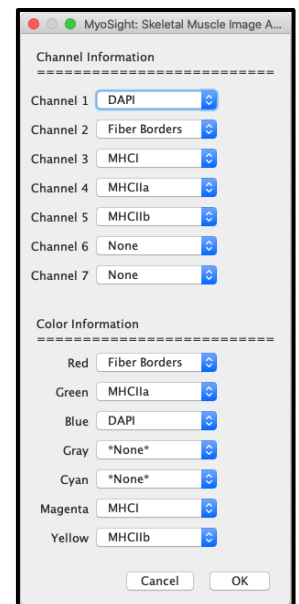 MyoSight: Skeletal Muscle Image A...
Channel Information
==========================
Channel 1 DAPI
Channel 2 Fiber Borders
Channel 3 MHCI
Channel 4 MHCIIa
Channel 5 MHCIIb
Channel 6 None
Channel 7 None
Color Information
==========================
Red Fiber Borders
Green MHCIIa
Blue DAPI
Gray *None*
Cyan *None*
Magenta MHCI
Yellow MHCIIb
Cancel OK